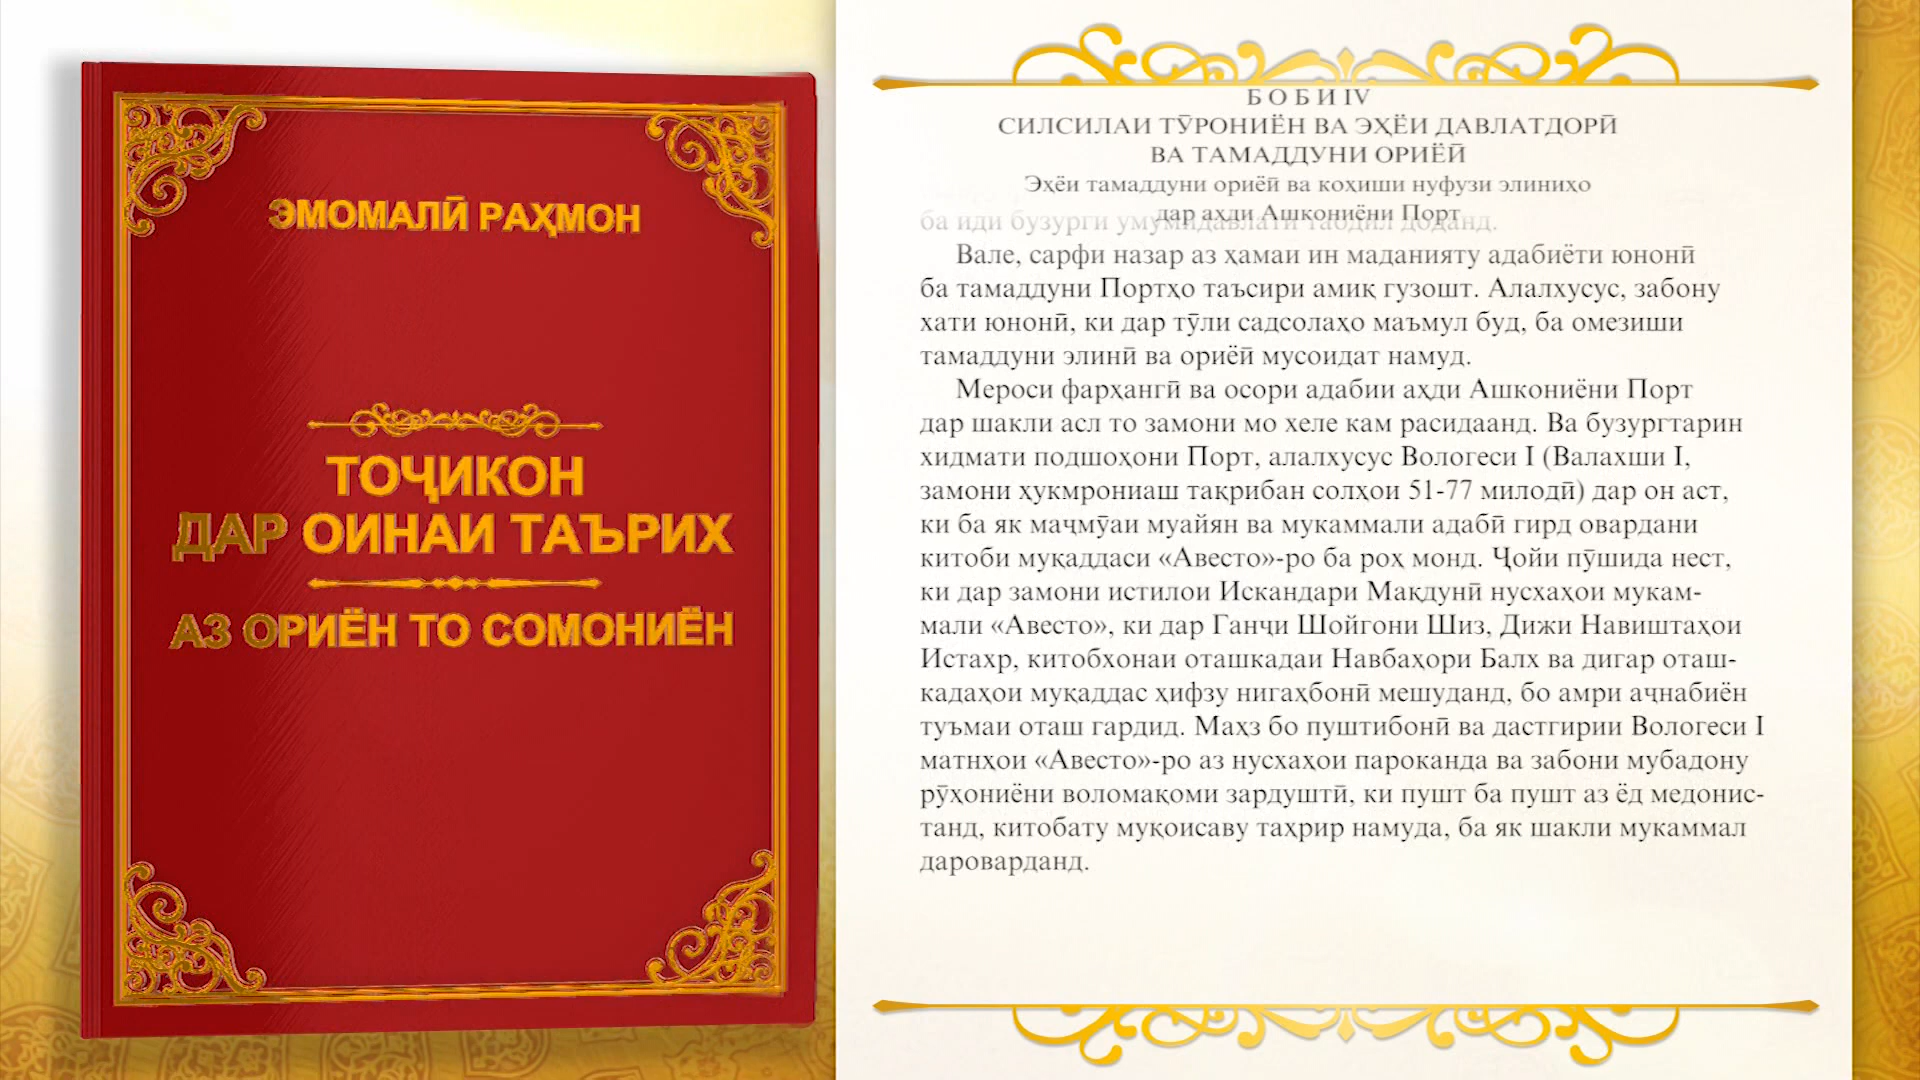 ЭМОМАЛӢ РАҲМОН
ТОҶИКОН
ДАР ОИНАИ ТАЪРИХ
АЗ ОРИЁН ТО СОМОНИЁН
Б О Б И IV
СИЛСИЛАИ ТӮРОНИЁН ВА ЭҲЁИ ДАВЛАТДОРӢ
ВА ТАМАДДУНИ ОРИЁӢ
Эҳёи тамаддуни ориёӣ ва коҳиши нуфузи элиниҳо
дар аҳди Ашкониёни Порт
ба иди бузурги умумидавлатӣ табдил доданд.
Вале, сарфи назар аз ҳамаи ин маданияту адабиёти юнонӣ
ба тамаддуни Портҳо таъсири амиқ гузошт. Алалхусус, забону
хати юнонӣ, ки дар тӯли садсолаҳо маъмул буд, ба омезиши
тамаддуни элинӣ ва ориёӣ мусоидат намуд.
Мероси фарҳангӣ ва осори адабии аҳди Ашкониёни Порт
дар шакли асл то замони мо хеле кам расидаанд. Ва бузургтарин
хидмати подшоҳони Порт, алалхусус Вологеси I (Валахши I,
замони ҳукмрониаш тақрибан солҳои 51-77 милодӣ) дар он аст,
ки ба як маҷмӯаи муайян ва мукаммали адабӣ гирд овардани
китоби муқаддаси «Авесто»-ро ба роҳ монд. Ҷойи пӯшида нест,
ки дар замони истилои Искандари Мақдунӣ нусхаҳои мукам-
мали «Авесто», ки дар Ганҷи Шойгони Шиз, Дижи Навиштаҳои
Истахр, китобхонаи оташкадаи Навбаҳори Балх ва дигар оташ-
кадаҳои муқаддас ҳифзу нигаҳбонӣ мешуданд, бо амри аҷнабиён
туъмаи оташ гардид. Маҳз бо пуштибонӣ ва дастгирии Вологеси I
матнҳои «Авесто»-ро аз нусхаҳои пароканда ва забони мубадону
рӯҳониёни воломақоми зардуштӣ, ки пушт ба пушт аз ёд медонис-
танд, китобату муқоисаву таҳрир намуда, ба як шакли мукаммал
дароварданд.